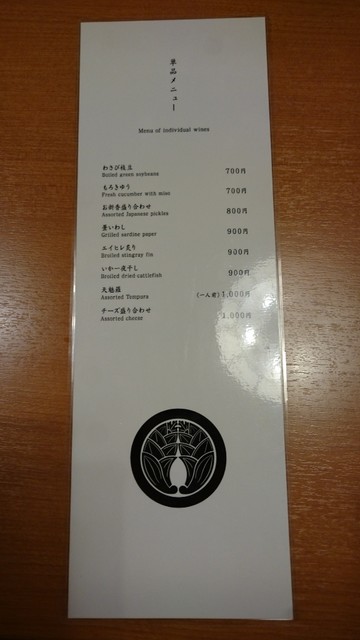 単品メニュー
Menu of individual wines
わさび枝豆 700円
Boiled green soybeans
もろきゆう 700円
Fresh cucumber with miso
お新香盛り合わせ 800円
Assorted Japanese pickles
畳いわし 900円
Grilled sardine paper
エイヒレ炙り 900円
Broiled stingray fin
いか一夜干し 900円
Broiled dried cuttlefish
天麩羅 (一人前) 1,000円
Assorted Tempura
チーズ盛り合わせ 1,000円
Assorted cheese